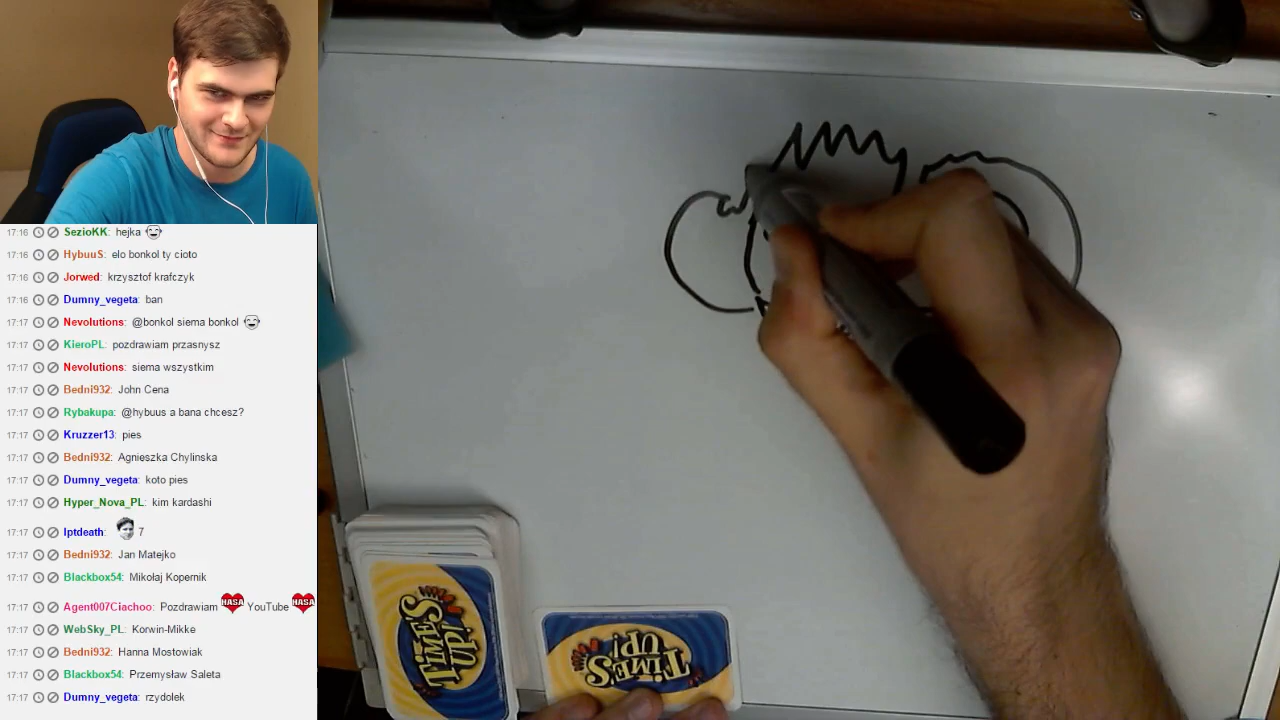 17:16 SezioKK: hejka
17:16 HybuuS: elo bonkol ty cioto
17:16 Jorwed: krzysztof krafczyk
17:16 Dumny_vegeta: ban
17:17 Nevolutions: @bonkol siema bonkol
17:17 KieroPL: pozdrawiam przasnysz
17:17 Nevolutions: siema wszystkim
17:17 Bedni932: John Cena
17:17 Rybakupa: @hybuus a bana chcesz?
17:17 Kruzzer13: pies
17:17 Bedni932: Agnieszka Chylinska
17:17 Dumny_vegeta: koto pies
17:17 Hyper_Nova_PL: kim kardashi
17:17 lptdeath: 7
17:17 Bedni932: Jan Matejko
17:17 Blackbox54: Mikołaj Kopernik
17:17 Agent007Ciachoo: Pozdrawiam HASA YouTube HASA
17:17 WebSky_PL: Korwin-Mikke
17:17 Bedni932: Hanna Mostowiak
17:17 Blackbox54: Przemysław Saleta
17:17 Dumny_vegeta: rzydolek
TiME'S
UP!
TiME'S
UP!